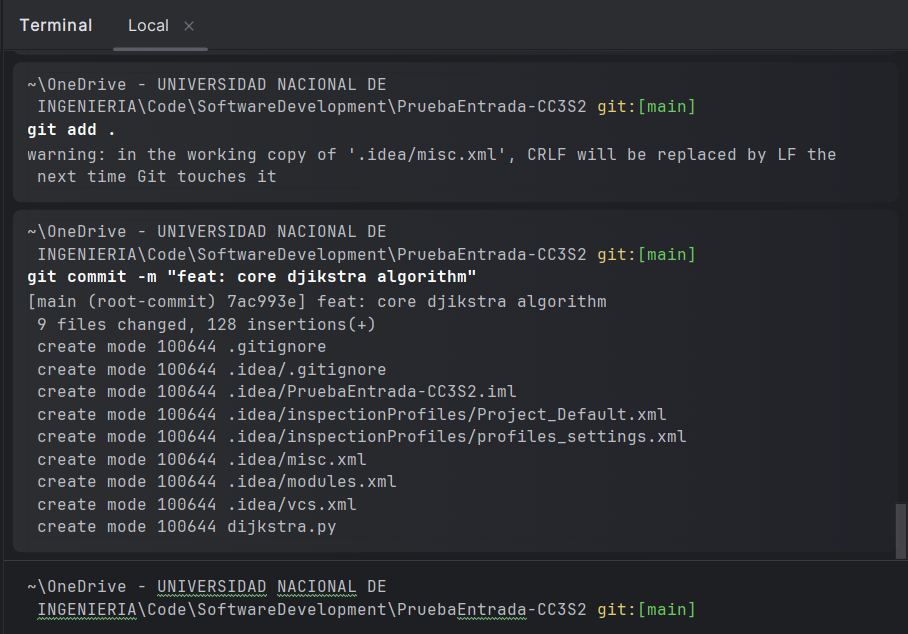 Terminal Local ×
~\OneDrive - UNIVERSIDAD NACIONAL DE
INGENIERIA\Code\SoftwareDevelopment\PruebaEntrada-CC3S2 git:[main]
git add .
warning: in the working copy of '.idea/misc.xml', CRLF will be replaced by LF the
next time Git touches it
~\OneDrive - UNIVERSIDAD NACIONAL DE
INGENIERIA\Code\SoftwareDevelopment\PruebaEntrada-CC3S2 git:[main]
git commit -m "feat: core djikstra algorithm"
[main (root-commit) 7ac993e] feat: core djikstra algorithm
9 files changed, 128 insertions(+)
create mode 100644 .gitignore
create mode 100644 .idea/.gitignore
create mode 100644 .idea/PruebaEntrada-CC3S2.iml
create mode 100644 .idea/inspectionProfiles/Project_Default.xml
create mode 100644 .idea/inspectionProfiles/profiles_settings.xml
create mode 100644 .idea/misc.xml
create mode 100644 .idea/modules.xml
create mode 100644 .idea/vcs.xml
create mode 100644 dijkstra.py
~\OneDrive - UNIVERSIDAD NACIONAL DE
INGENIERIA\Code\SoftwareDevelopment\PruebaEntrada-CC3S2 git:[main]